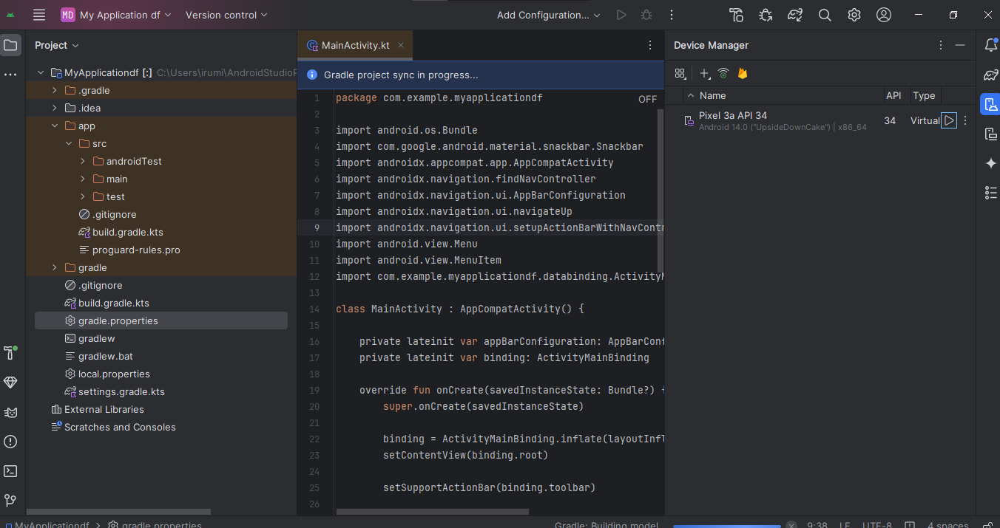 MD My Application df Version control Add Configuration...
Project
MyApplicationdf [:] C:\Users\irumi\AndroidStudioP
.gradle
.idea
app
src
androidTest
main
test
.gitignore
build.gradle.kts
proguard-rules.pro
gradle
.gitignore
build.gradle.kts
gradle.properties
gradlew
gradlew.bat
local.properties
settings.gradle.kts
External Libraries
Scratches and Consoles
MainActivity.kt
Gradle project sync in progress...
OFF
1 package com.example.myapplicationdf
2
3 import android.os.Bundle
4 import com.google.android.material.snackbar.Snackbar
5 import androidx.appcompat.app.AppCompatActivity
6 import androidx.navigation.findNavController
7 import androidx.navigation.ui.AppBarConfiguration
8 import androidx.navigation.ui.navigateUp
9 import androidx.navigation.ui.setupActionBarWithNavContr
10 import android.view.Menu
11 import android.view.MenuItem
12 import com.example.myapplicationdf.databinding.ActivityM
13
14 class MainActivity : AppCompatActivity() {
15
16 private lateinit var appBarConfiguration: AppBarConf
17 private lateinit var binding: ActivityMainBinding
18
19 override fun onCreate(savedInstanceState: Bundle?) {
20 super.onCreate(savedInstanceState)
21
22 binding = ActivityMainBinding.inflate(layoutInfl
23 setContentView(binding.root)
24
25 setSupportActionBar(binding.toolbar)
26
Device Manager
Name API Type
Pixel 3a API 34 34 Virtual
Android 14.0 ("UpsideDownCake") | x86_64
MyApplicationdf > gradle.properties Gradle: Building model 9:38 LF UTF-8 4 spaces